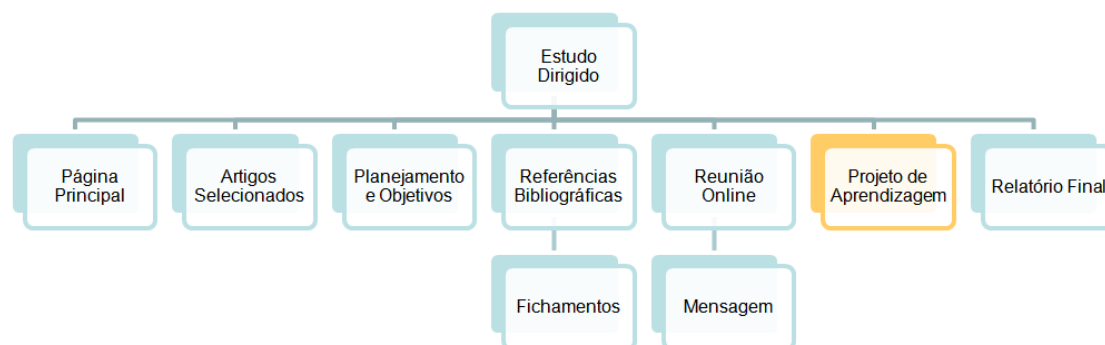 Estudo
Dirigido
Página
Principal
Artigos
Selecionados
Planejamento
e Objetivos
Referências
Bibliográficas
Reunião
Online
Projeto de
Aprendizagem
Relatório Final
Fichamentos
Mensagem